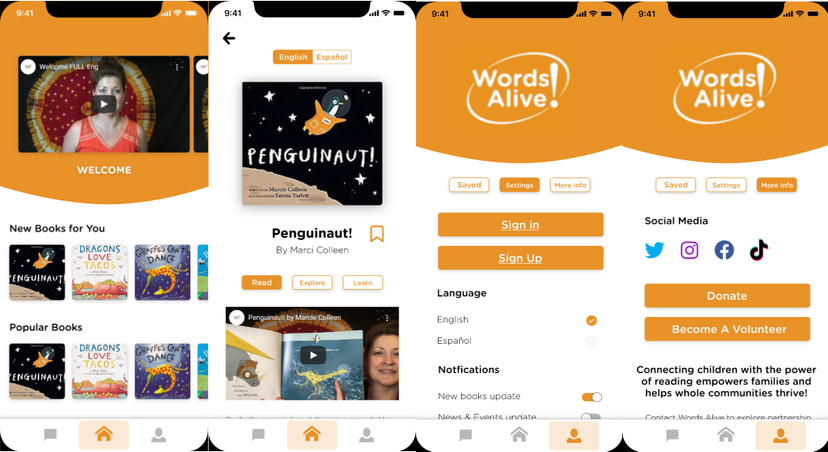 9:41
Welcome FULL Eng
WELCOME
New Books for You
PENGUINAUT!
DRAGONS
LOVE
TACOS
GIRAFFES CAN'T
DANCE
Popular Books
PENGUINAUT!
DRAGONS
LOVE
TACOS
GIRAFFES CAN'T
DANCE
9:41
English
Español
PENGUINAUT!
WRITTEN BY Marcie Colleen
Emma Yarlett
Penguinaut!
By Marci Colleen
Read
Explore
Learn
Penguinaut! by Marcie Colleen
9:41
Words
Alive!
Saved
Settings
More Info
Sign in
Sign Up
Language
English
Español
Notfications
New books update
News & Events update
9:41
Words
Alive!
Saved
Settings
More Info
Social Media
Donate
Become A Volunteer
Connecting children with the power
of reading empowers families and
helps whole communities thrive!
Contact Words Alive to explore partnership